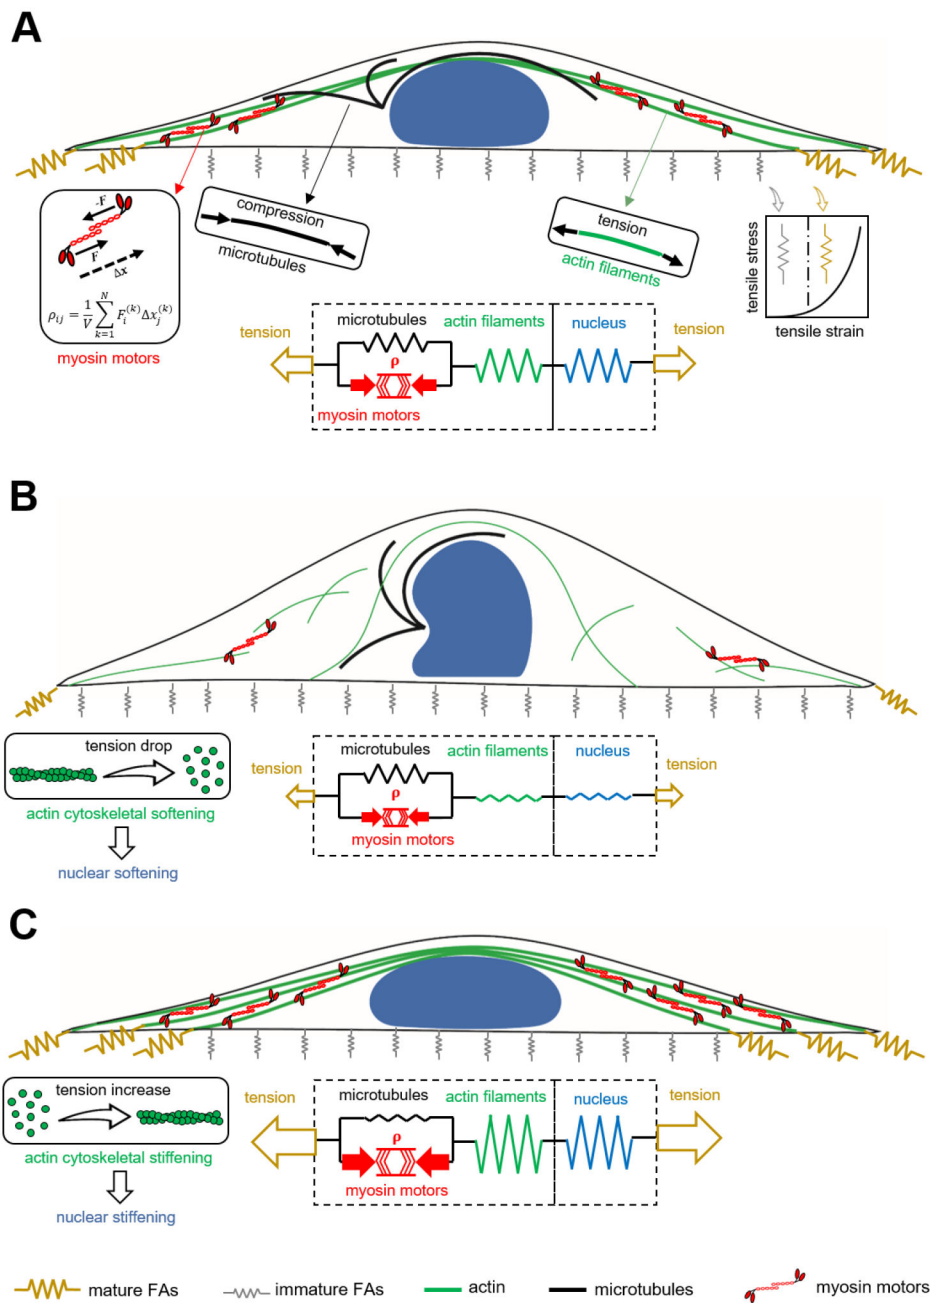 A
-F
F
Δx
ρij = 1/V ∑ k=1 N Fi(k) Δxj(k)
myosin motors
compression
microtubules
tension
actin filaments
tensile stress
tensile strain
microtubules
actin filaments
nucleus
tension
tension
ρ
myosin motors
B
tension drop
actin cytoskeletal softening
nuclear softening
microtubules
actin filaments
nucleus
tension
tension
ρ
myosin motors
C
tension increase
actin cytoskeletal stiffening
nuclear stiffening
microtubules
actin filaments
nucleus
tension
tension
ρ
myosin motors
mature FAs
immature FAs
actin
microtubules
myosin motors